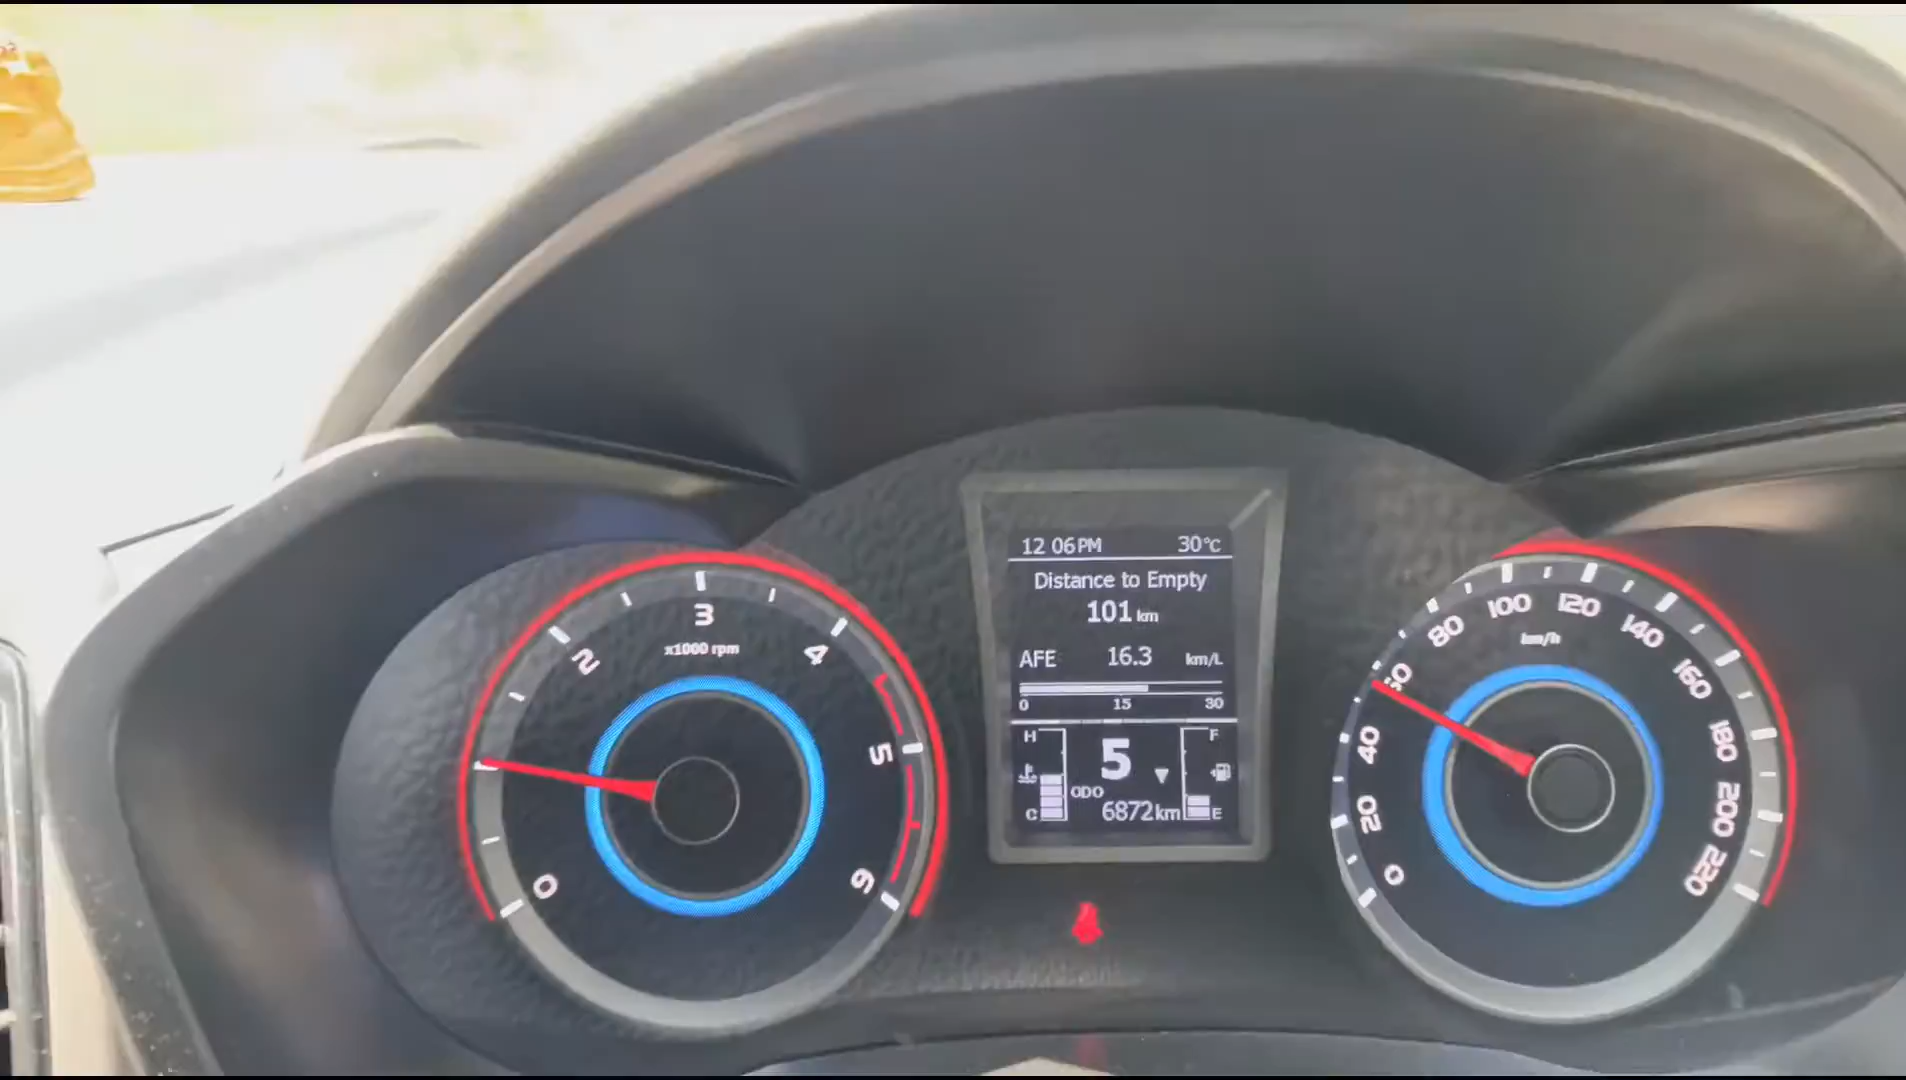 12 06PM 30°C
Distance to Empty
101 km
AFE 16.3 km/L
0 15 30
H 5 F
ODO
C 6872km E
0
2
3
4
5
6
x1000 rpm
0
20
40
60
80
100
120
140
160
180
200
220
km/h